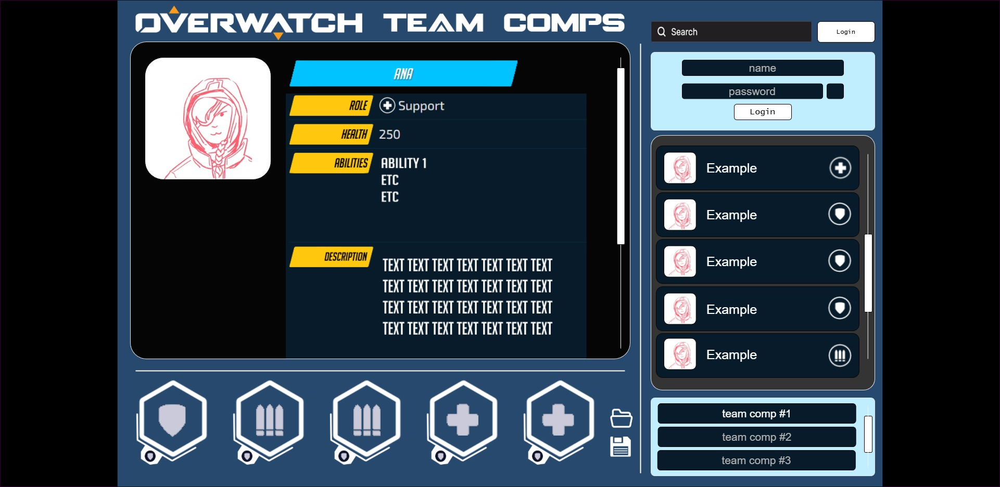 OVERWATCH TEAM COMPS
Search
Login
name
password
Login
ANA
ROLE Support
HEALTH 250
ABILITIES ABILITY 1
ETC
ETC
DESCRIPTION
TEXT TEXT TEXT TEXT TEXT TEXT TEXT
TEXT TEXT TEXT TEXT TEXT TEXT TEXT
TEXT TEXT TEXT TEXT TEXT TEXT TEXT
TEXT TEXT TEXT TEXT TEXT TEXT TEXT
Example
Example
Example
Example
Example
team comp #1
team comp #2
team comp #3